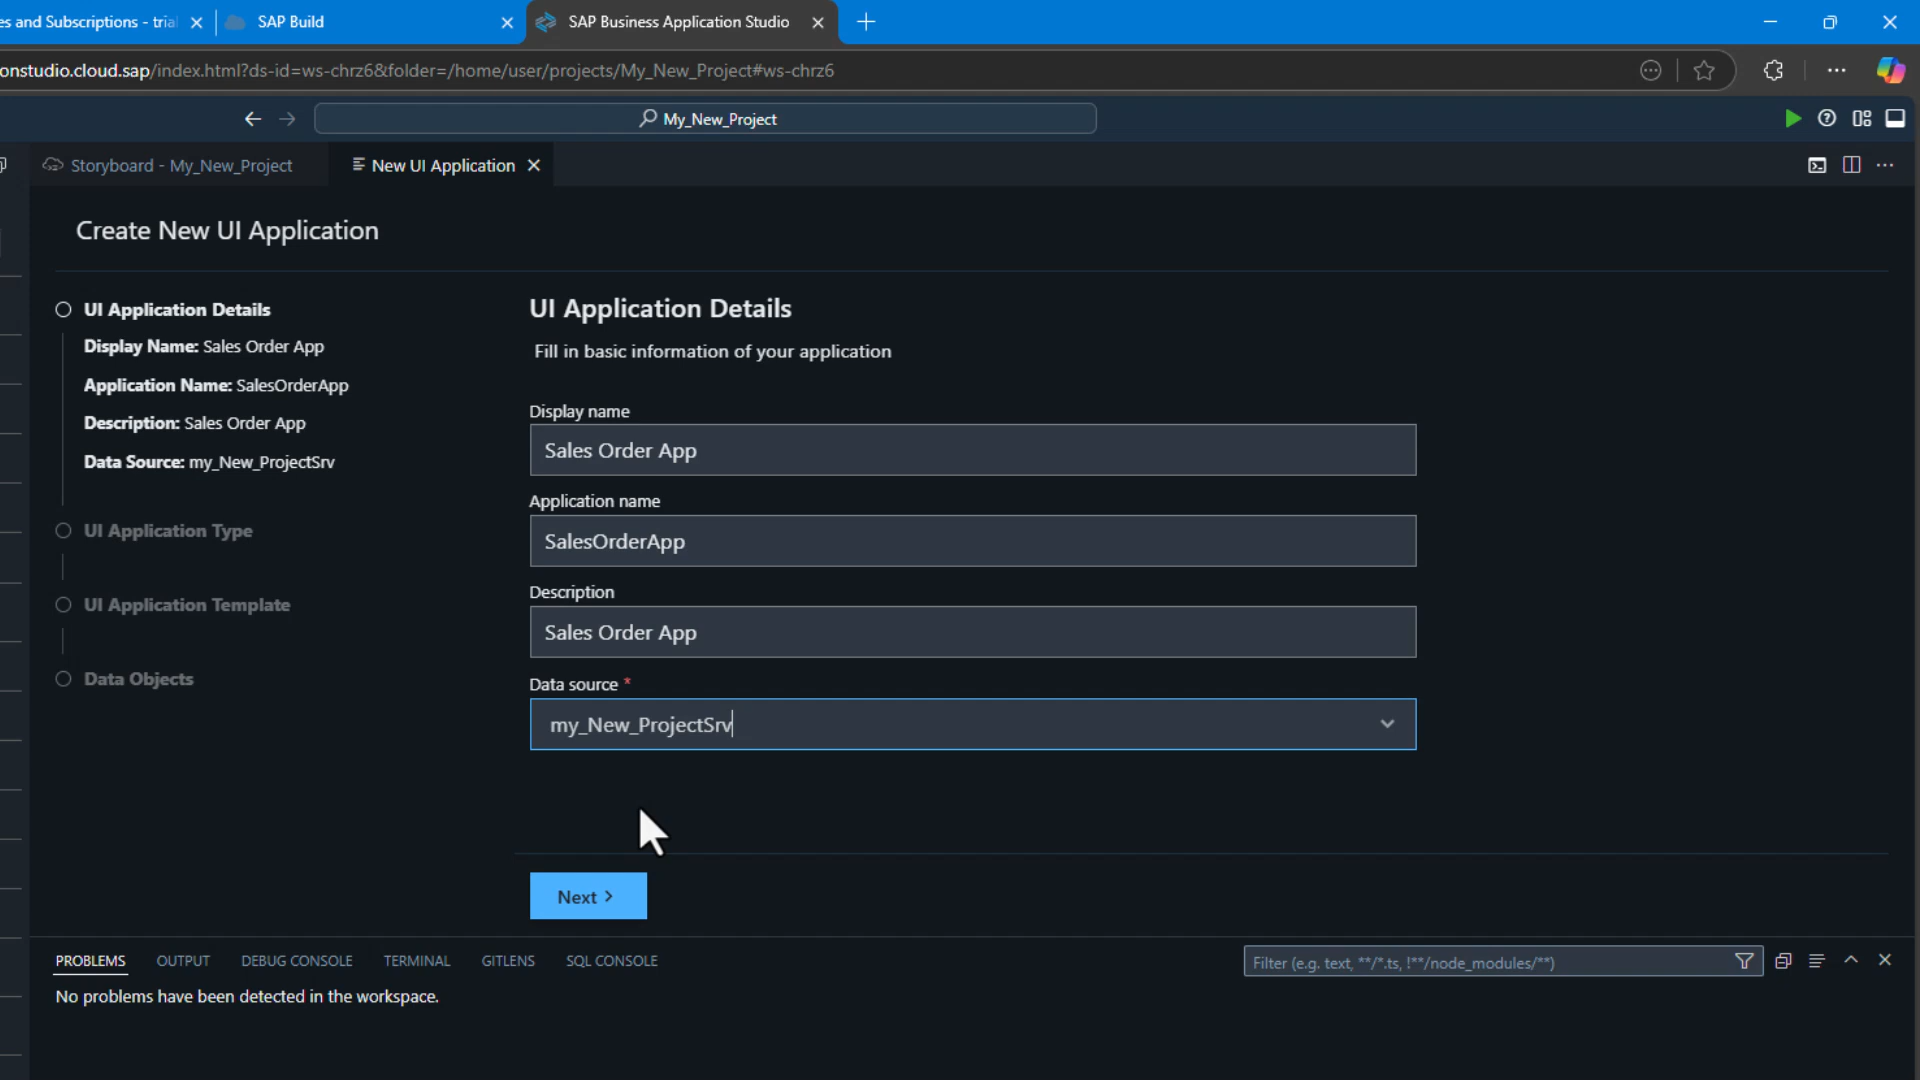 es and Subscriptions - trial
SAP Build
SAP Business Application Studio
onstudio.cloud.sap/index.html?ds-id=ws-chrz6&folder=/home/user/projects/My_New_Project#ws-chrz6
My_New_Project
Storyboard - My_New_Project
New UI Application
Create New UI Application
UI Application Details
Display Name: Sales Order App
Application Name: SalesOrderApp
Description: Sales Order App
Data Source: my_New_ProjectSrv
UI Application Type
UI Application Template
Data Objects
UI Application Details
Fill in basic information of your application
Display name
Sales Order App
Application name
SalesOrderApp
Description
Sales Order App
Data source *
my_New_ProjectSrv
Next >
PROBLEMS OUTPUT DEBUG CONSOLE TERMINAL GITLENS SQL CONSOLE
Filter (e.g. text, **/*.ts, !**/node_modules/**)
No problems have been detected in the workspace.